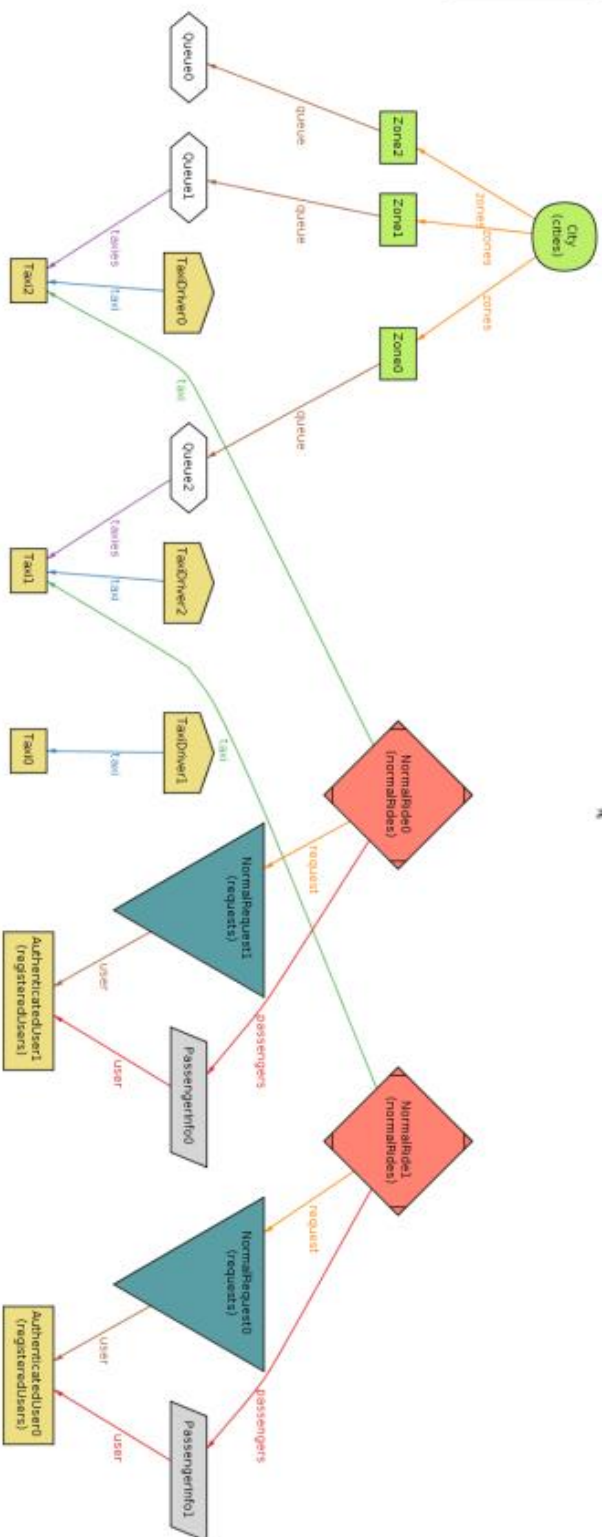 City
(cities)
zones
zones
zones
Zone2
Zone1
Zone0
queue
queue
queue
Queue0
Queue1
TaxiDriver0
Queue2
TaxiDriver2
TaxiDriver1
taxies
taxi
taxi
taxies
taxi
taxi
taxi
Taxi2
Taxi1
Taxi0
NormalRide0
(normalRides)
NormalRide1
(normalRides)
request
passengers
request
passengers
NormalRequest1
(requests)
PassengerInfo0
NormalRequest0
(requests)
PassengerInfo1
user
user
user
user
AuthenticatedUser1
(registeredUsers)
AuthenticatedUser0
(registeredUsers)